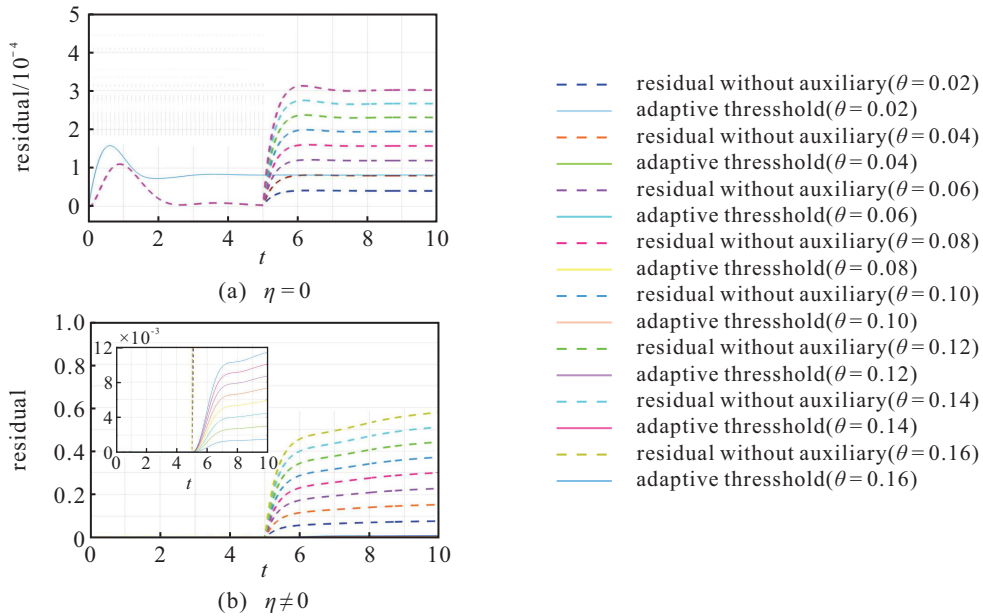 5
4
3
2
1
0
residual/10⁻⁴
0 2 4 6 8 10
t
(a) η=0
residual without auxiliary(θ=0.02)
adaptive thresshold(θ=0.02)
residual without auxiliary(θ=0.04)
adaptive thresshold(θ=0.04)
residual without auxiliary(θ=0.06)
adaptive thresshold(θ=0.06)
residual without auxiliary(θ=0.08)
adaptive thresshold(θ=0.08)
residual without auxiliary(θ=0.10)
adaptive thresshold(θ=0.10)
residual without auxiliary(θ=0.12)
adaptive thresshold(θ=0.12)
residual without auxiliary(θ=0.14)
adaptive thresshold(θ=0.14)
residual without auxiliary(θ=0.16)
adaptive thresshold(θ=0.16)
1.0
0.8
0.6
0.4
0.2
0
residual
×10⁻³
12
8
4
0
0 2 4 6 8 10
t
0 2 4 6 8 10
t
(b) η≠0